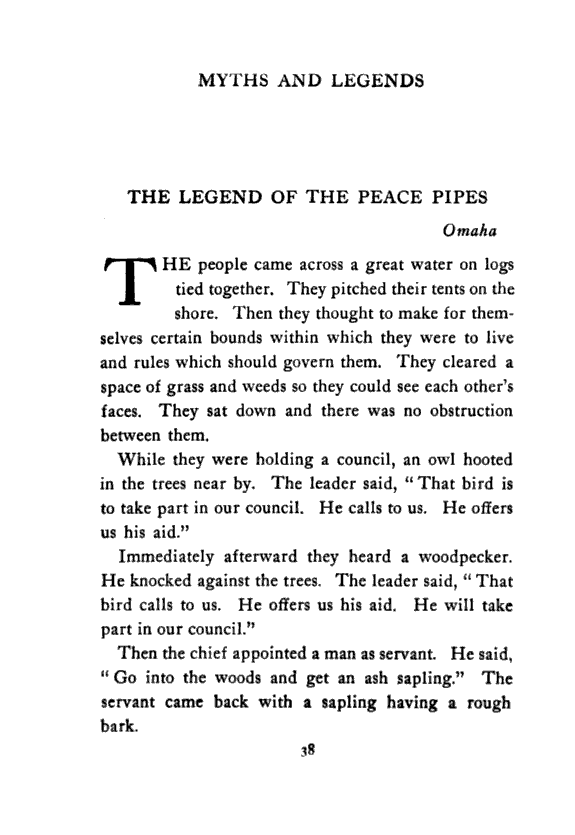 MYTHS AND LEGENDS
THE LEGEND OF THE PEACE PIPES
Omaha
THE people came across a great water on logs
tied together. They pitched their tents on the
shore. Then they thought to make for them-
selves certain bounds within which they were to live
and rules which should govern them. They cleared a
space of grass and weeds so they could see each other's
faces. They sat down and there was no obstruction
between them.
While they were holding a council, an owl hooted
in the trees near by. The leader said, "That bird is
to take part in our council. He calls to us. He offers
us his aid."
Immediately afterward they heard a woodpecker.
He knocked against the trees. The leader said, "That
bird calls to us. He offers us his aid. He will take
part in our council."
Then the chief appointed a man as servant. He said,
"Go into the woods and get an ash sapling." The
servant came back with a sapling having a rough
bark.
38